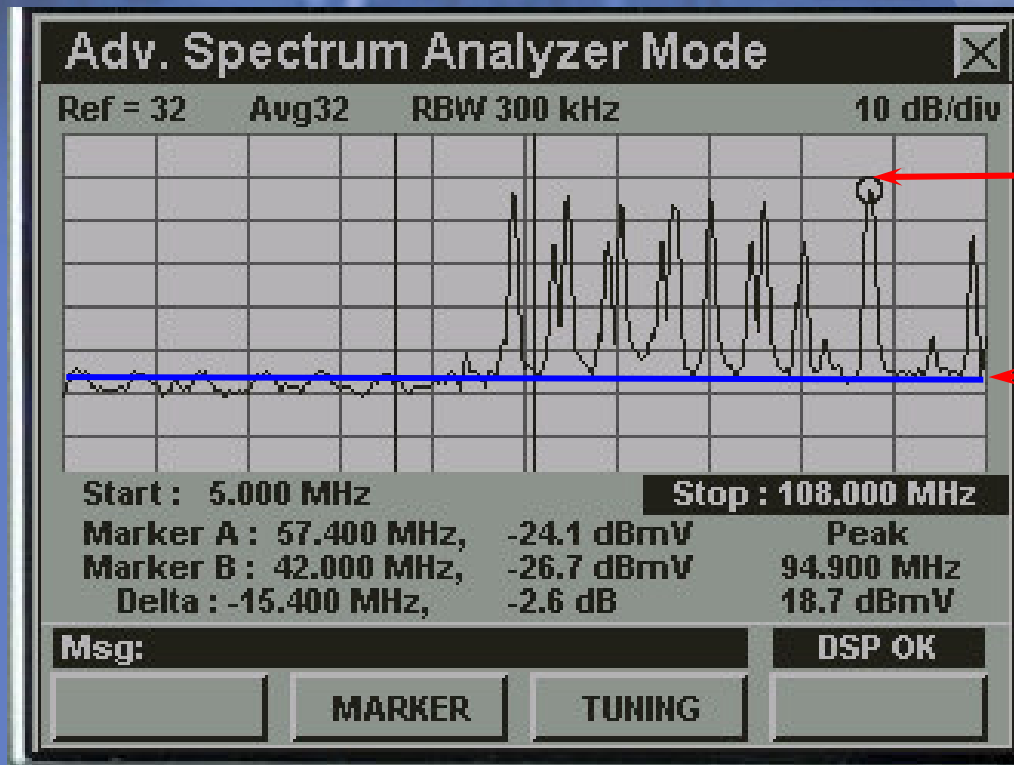 Adv. Spectrum Analyzer Mode
Ref = 32 Avg32 RBW 300 kHz 10 dB/div
Start : 5.000 MHz Stop : 108.000 MHz
Marker A : 57.400 MHz, -24.1 dBmV Peak
Marker B : 42.000 MHz, -26.7 dBmV 94.900 MHz
Delta : -15.400 MHz, -2.6 dB 18.7 dBmV
Msg: DSP OK
MARKER TUNING